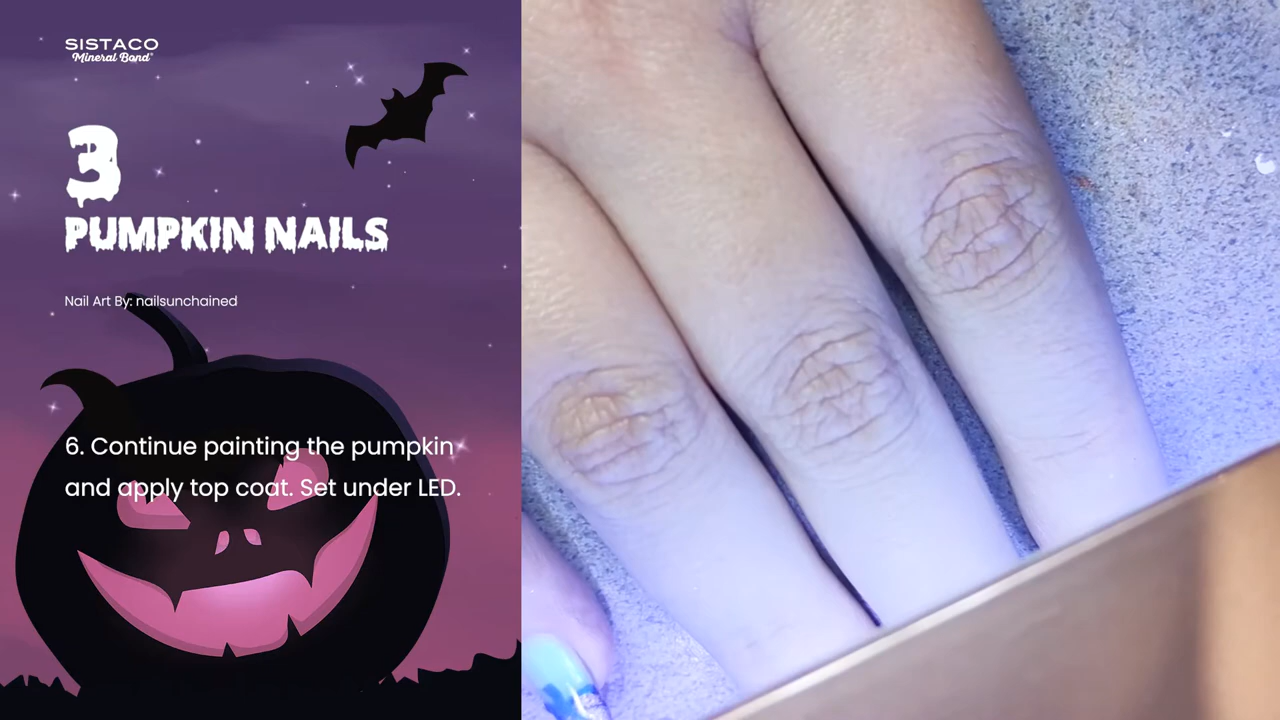 SISTACO
Mineral Bond
3
PUMPKIN NAILS
Nail Art By: nailsunchained
6. Continue painting the pumpkin
and apply top coat. Set under LED.